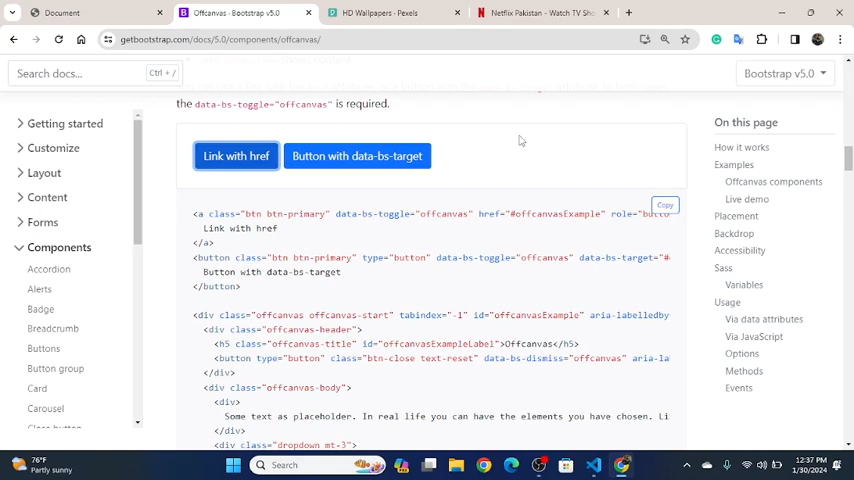 Document
Offcanvas · Bootstrap v5.0
HD Wallpapers · Pexels
Netflix Pakistan - Watch TV Sho
getbootstrap.com/docs/5.0/components/offcanvas/
Search docs...
Ctrl + /
Bootstrap v5.0
the data-bs-toggle="offcanvas" is required.
Getting started
Customize
Layout
Content
Forms
Components
Accordion
Alerts
Badge
Breadcrumb
Buttons
Button group
Card
Carousel
Close button
Link with href
Button with data-bs-target
Copy
<a class="btn btn-primary" data-bs-toggle="offcanvas" href="#offcanvasExample" role="butto
Link with href
</a>
<button class="btn btn-primary" type="button" data-bs-toggle="offcanvas" data-bs-target="#
Button with data-bs-target
</button>
<div class="offcanvas offcanvas-start" tabindex="-1" id="offcanvasExample" aria-labelledby
<div class="offcanvas-header">
<h5 class="offcanvas-title" id="offcanvasExampleLabel">Offcanvas</h5>
<button type="button" class="btn-close text-reset" data-bs-dismiss="offcanvas" aria-la
</div>
<div class="offcanvas-body">
<div>
Some text as placeholder. In real life you can have the elements you have chosen. Li
</div>
<div class="dropdown mt-3">
On this page
How it works
Examples
Offcanvas components
Live demo
Placement
Backdrop
Accessibility
Sass
Variables
Usage
Via data attributes
Via JavaScript
Options
Methods
Events
76°F
Partly sunny
Search
12:37 PM
1/30/2024